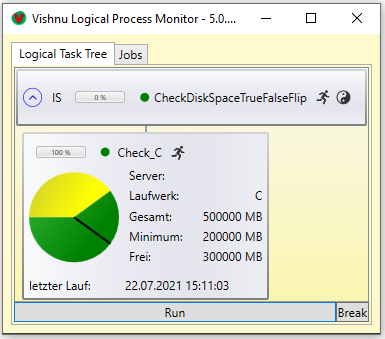 Vishnu Logical Process Monitor - 5.0....
Logical Task Tree Jobs
IS 0 % CheckDiskSpaceTrueFalseFlip
100 % Check_C
Server:
Laufwerk: C
Gesamt: 500000 MB
Minimum: 200000 MB
Frei: 300000 MB
letzter Lauf: 22.07.2021 15:11:03
Run Break